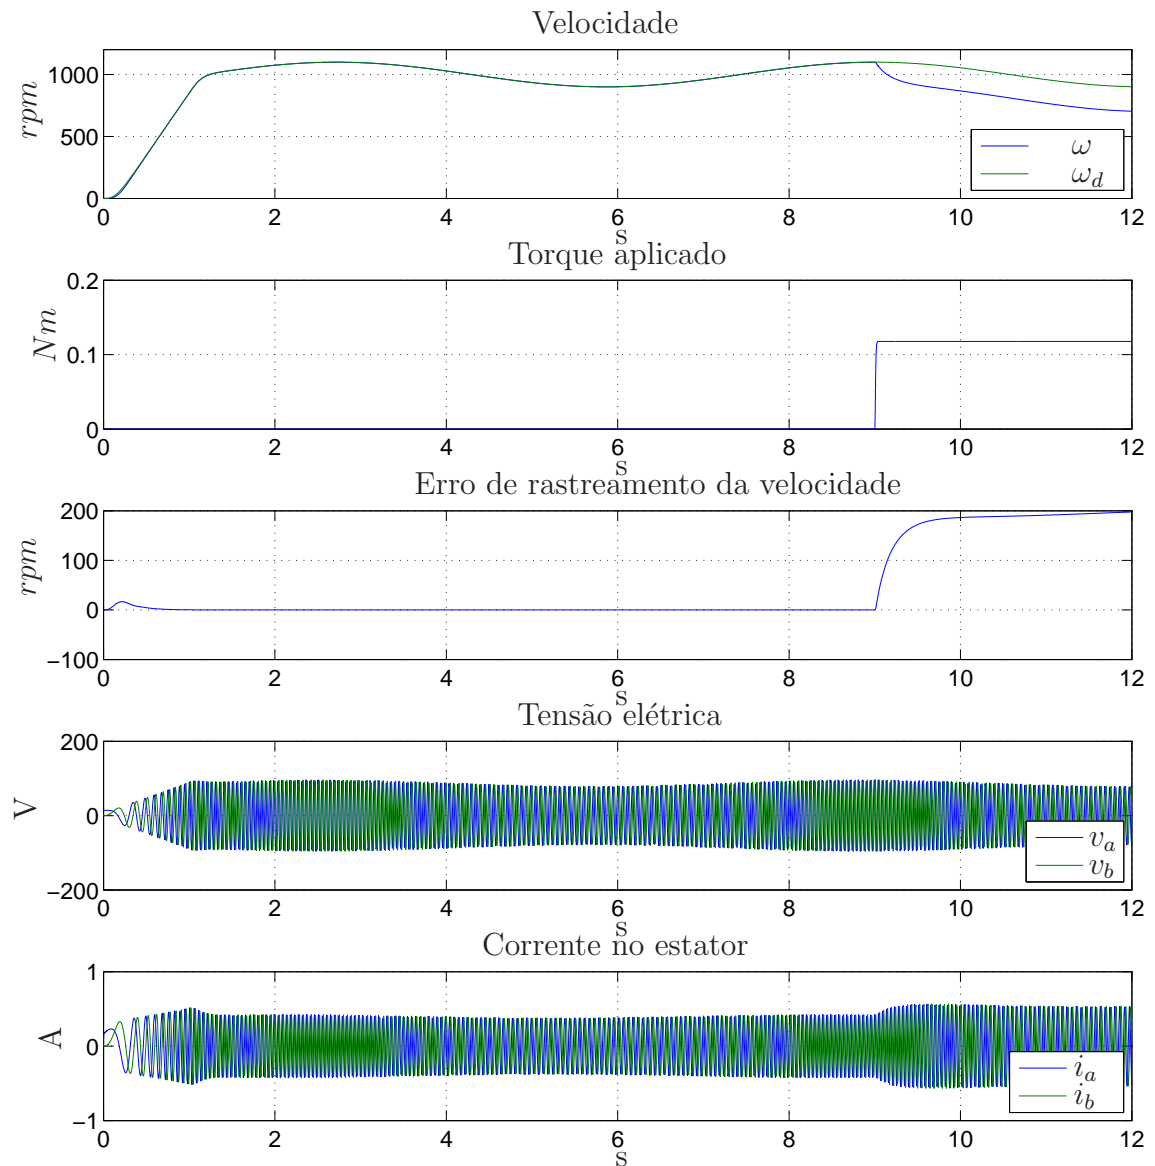 Velocidade
rpm
1000
500
0
ω
ω_d
0 2 4 6 8 10 12
s
Torque aplicado
Nm
0.2
0.1
0
0 2 4 6 8 10 12
s
Erro de rastreamento da velocidade
rpm
200
100
0
−100
0 2 4 6 8 10 12
s
Tensão elétrica
V
200
0
−200
v_a
v_b
0 2 4 6 8 10 12
s
Corrente no estator
A
1
0
−1
i_a
i_b
0 2 4 6 8 10 12
s